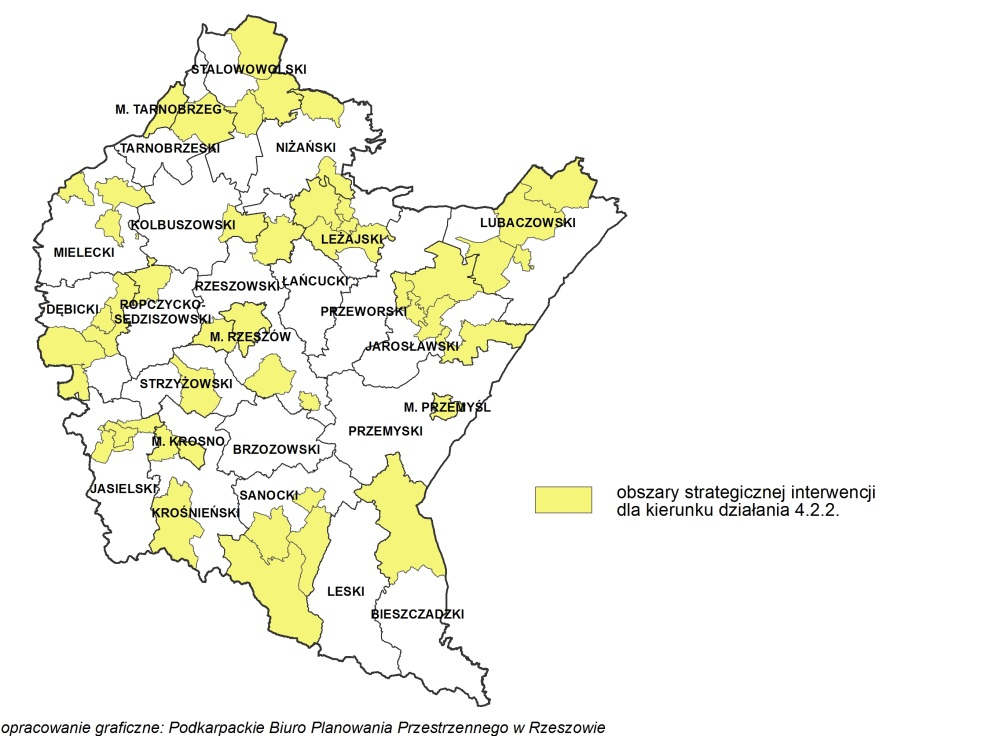 STALOWOWOLSKI
M. TARNOBRZEG
TARNOBRZESKI
NIŻAŃSKI
KOLBUSZOWSKI
LUBACZOWSKI
LEŻAJSKI
MIELECKI
RZESZOWSKI
ŁAŃCUCKI
DĘBICKI
ROPCZYCKO-
SĘDZISZOWSKI
PRZEWORSKI
M. RZESZÓW
JAROSŁAWSKI
STRZYŻOWSKI
M. PRZEMYŚL
PRZEMYSKI
M. KROSNO
BRZOZOWSKI
JASIELSKI
SANOCKI
KROŚNIEŃSKI
obszary strategicznej interwencji
dla kierunku działania 4.2.2.
LESKI
BIESZCZADZKI
opracowanie graficzne: Podkarpackie Biuro Planowania Przestrzennego w Rzeszowie